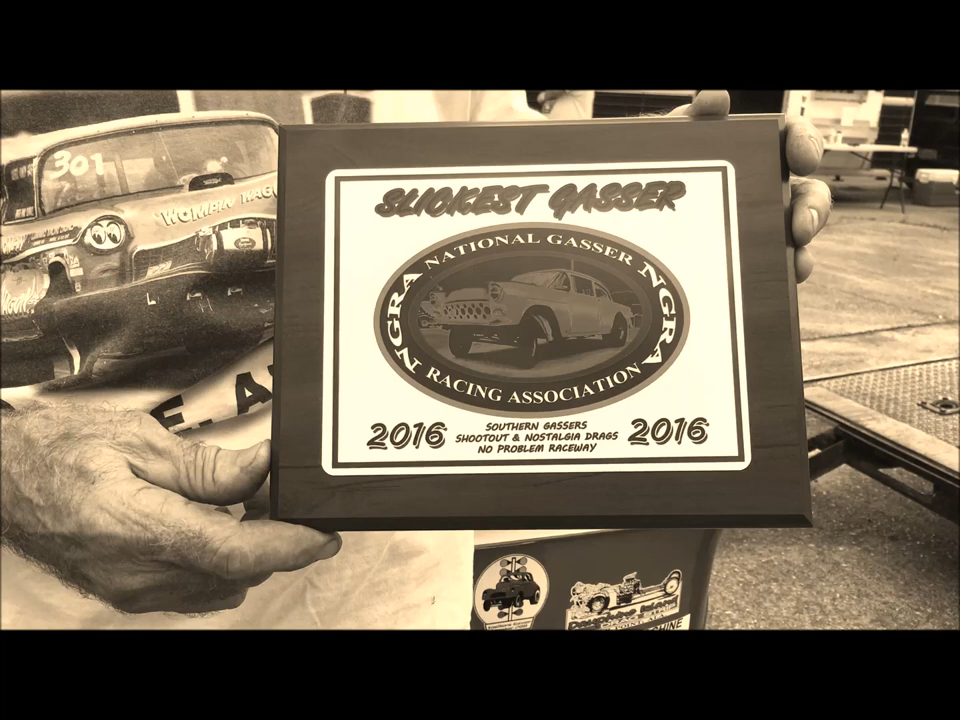 SLICKEST GASSER
NATIONAL GASSER
NGRA
NGRA
RACING ASSOCIATION
2016
SOUTHERN GASSERS
SHOOTOUT & NOSTALGIA DRAGS
NO PROBLEM RACEWAY
2016
301
WOMPIN WAG